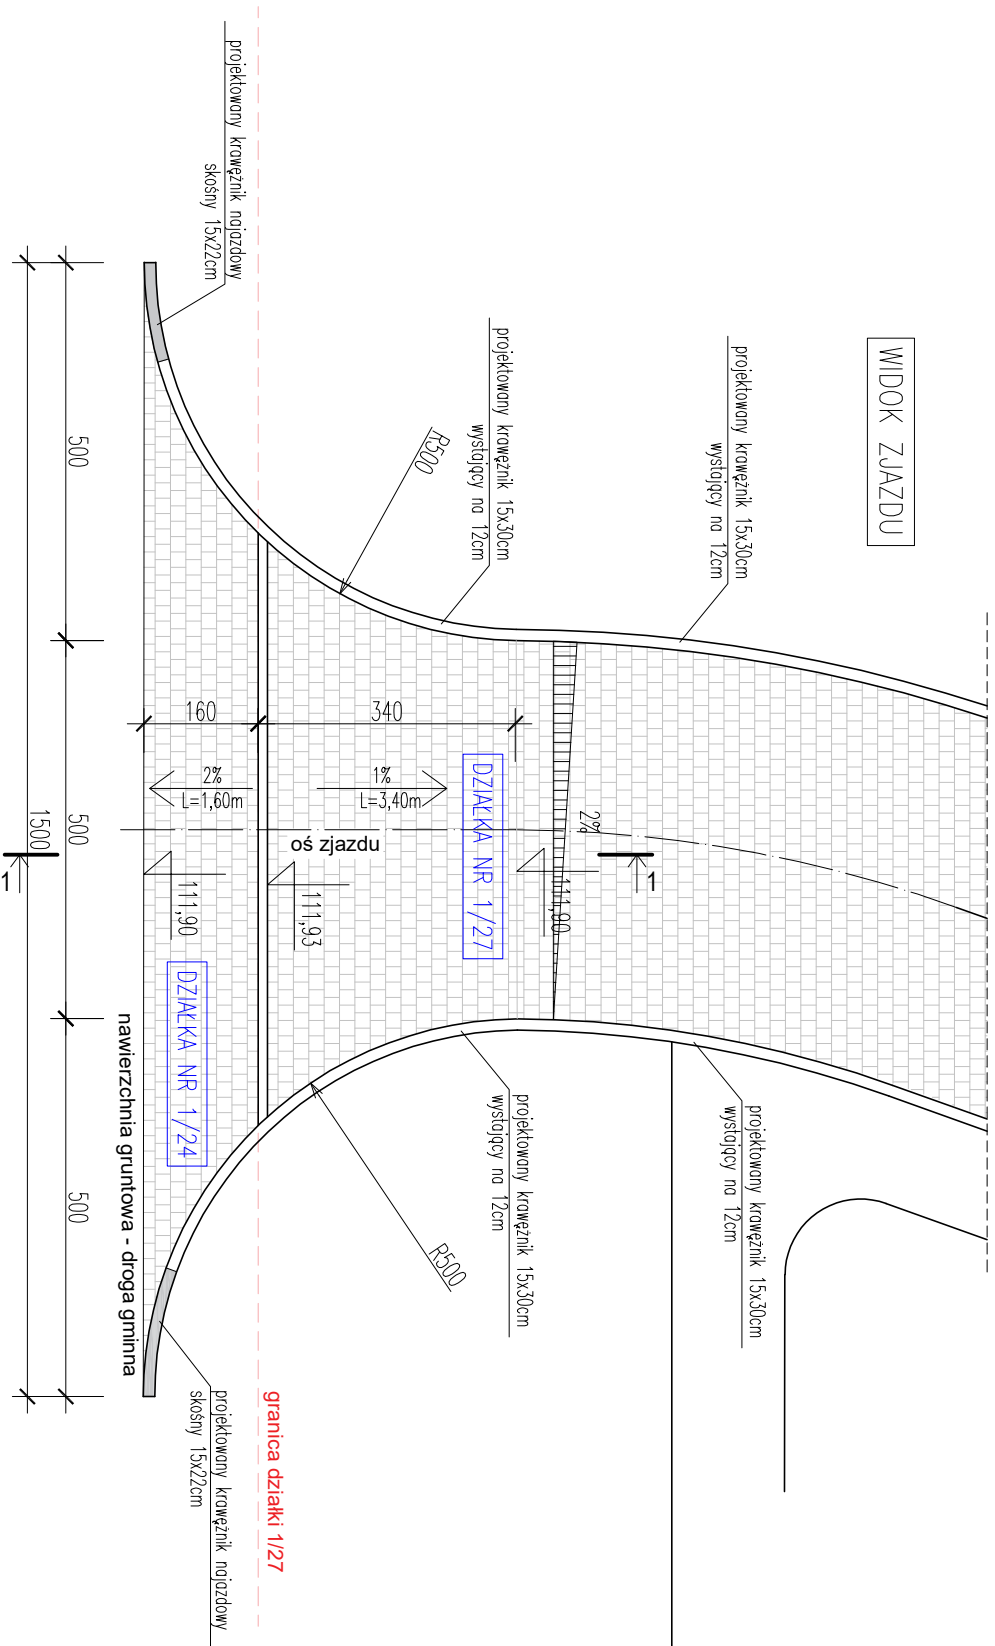 WIDOK ZJAZDU
projektowany krawężnik najazdowy
skośny 15x22cm
projektowany krawężnik 15x30cm
wystający na 12cm
projektowany krawężnik 15x30cm
wystający na 12cm
R500
500
160
340
2%
L=1,60m
1%
L=3,40m
DZIAŁKA NR 1/27
2%
500
1500
oś zjazdu
1
1
111,90
111,93
111,90
DZIAŁKA NR 1/24
nawierzchnia gruntowa - droga gminna
500
R500
projektowany krawężnik 15x30cm
wystający na 12cm
projektowany krawężnik 15x30cm
wystający na 12cm
projektowany krawężnik najazdowy
skośny 15x22cm
granica działki 1/27